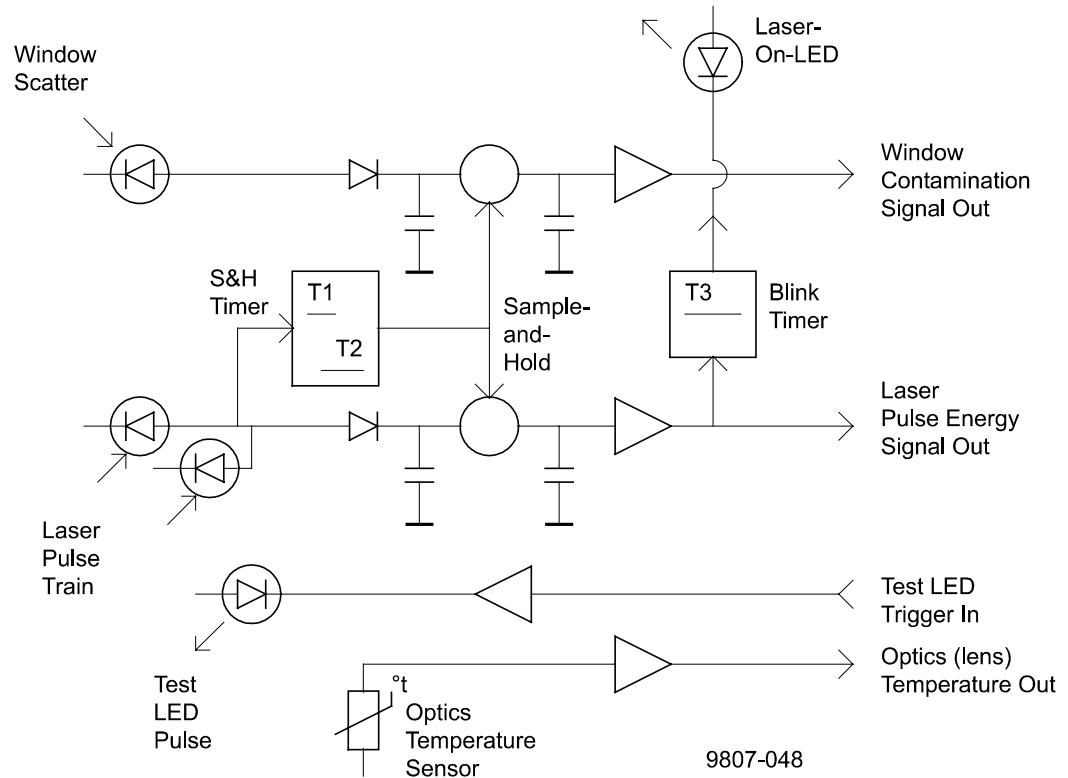 Laser-
On-LED
Window
Scatter
Window
Contamination
Signal Out
S&H
Timer
T1
T2
Sample-
and-
Hold
T3
Blink
Timer
Laser
Pulse Energy
Signal Out
Laser
Pulse
Train
Test LED
Trigger In
Optics (lens)
Temperature Out
Test
LED
Pulse
°t
Optics
Temperature
Sensor
9807-048